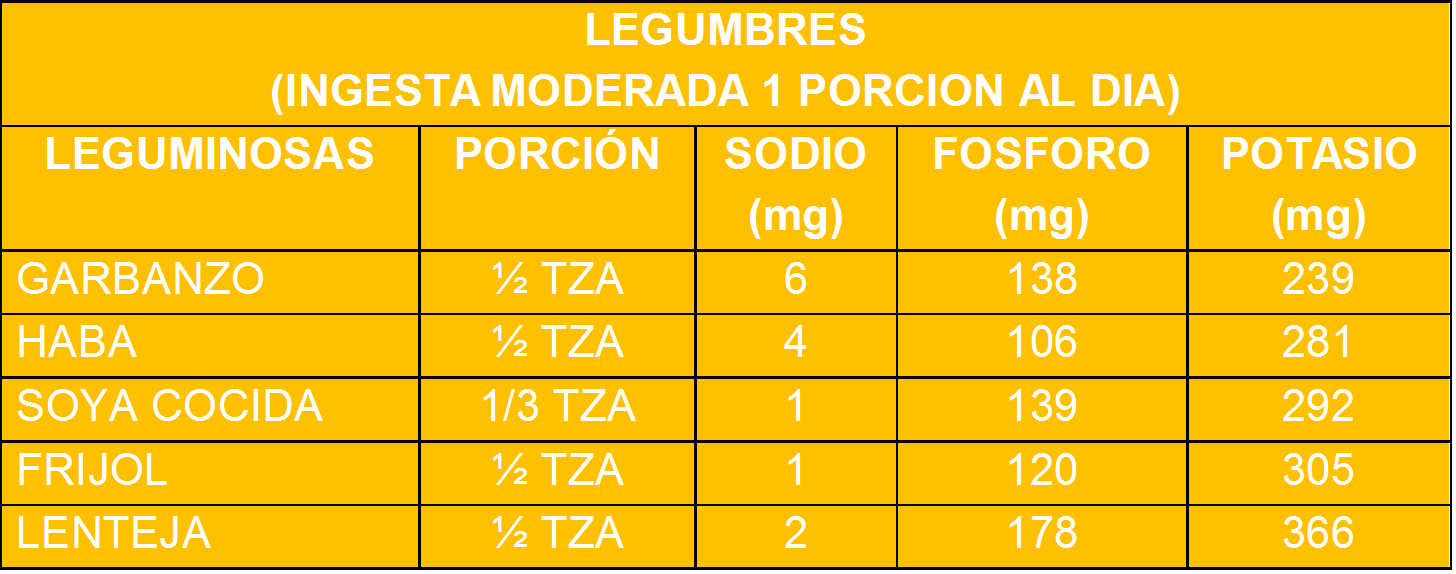 LEGUMBRES
(INGESTA MODERADA 1 PORCION AL DIA)
LEGUMINOSAS PORCIÓN SODIO (mg) FOSFORO (mg) POTASIO (mg)
GARBANZO ½ TZA 6 138 239
HABA ½ TZA 4 106 281
SOYA COCIDA 1/3 TZA 1 139 292
FRIJOL ½ TZA 1 120 305
LENTEJA ½ TZA 2 178 366